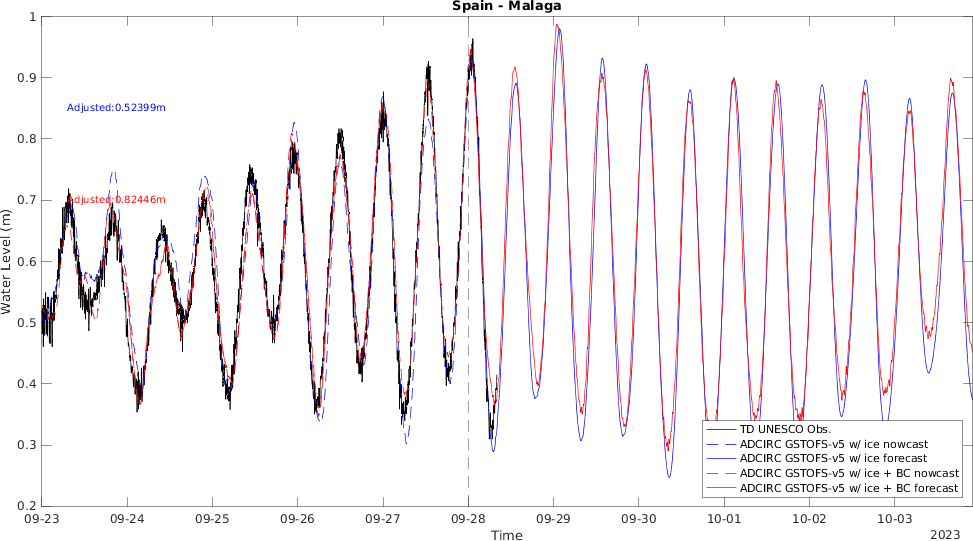 Spain - Malaga
1
0.9
0.8
0.7
0.6
0.5
0.4
0.3
0.2
Water Level (m)
Adjusted:0.52399m
Adjusted:0.82446m
TD UNESCO Obs.
ADCIRC GSTOFS-v5 w/ ice nowcast
ADCIRC GSTOFS-v5 w/ ice forecast
ADCIRC GSTOFS-v5 w/ ice + BC nowcast
ADCIRC GSTOFS-v5 w/ ice + BC forecast
09-23 09-24 09-25 09-26 09-27 09-28 09-29 09-30 10-01 10-02 10-03
Time
2023